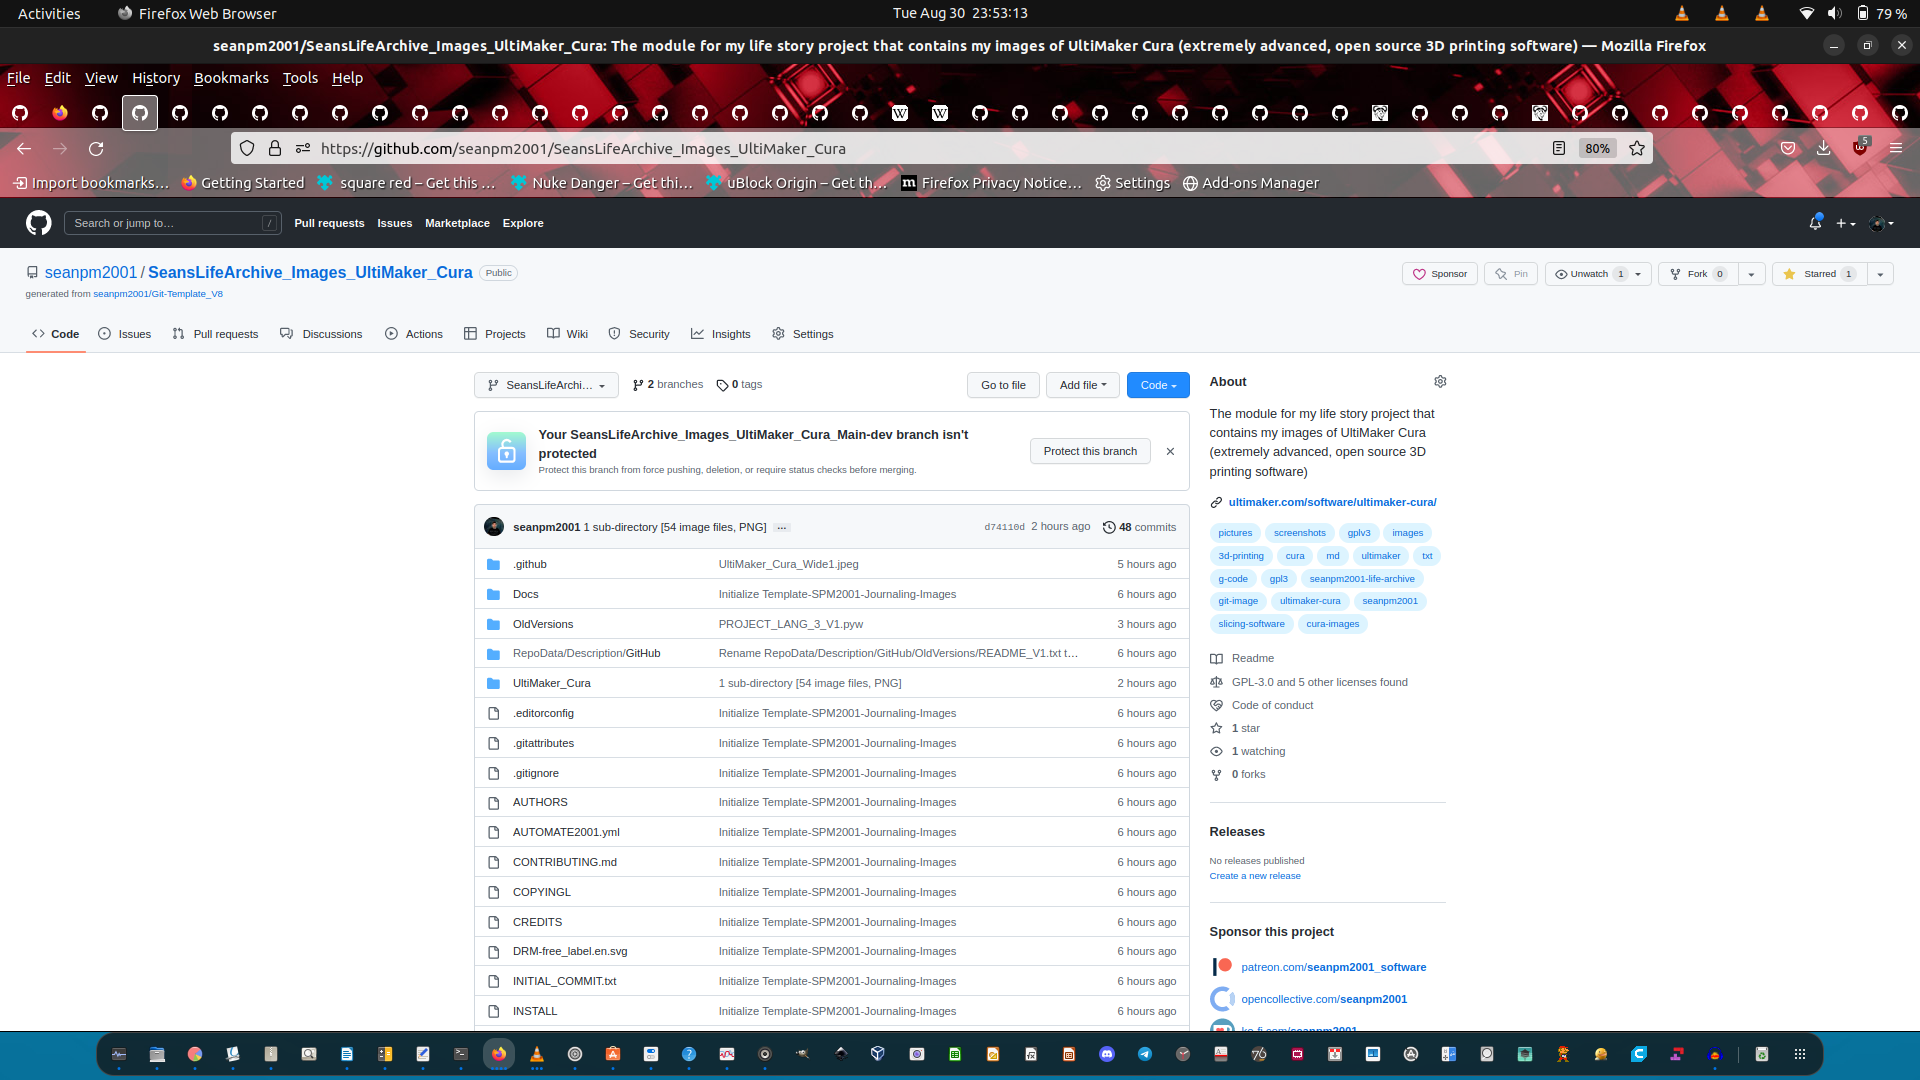 Activities Firefox Web Browser Tue Aug 30 23:53:13 79 %
seanpm2001/SeansLifeArchive_Images_UltiMaker_Cura: The module for my life story project that contains my images of UltiMaker Cura (extremely advanced, open source 3D printing software) — Mozilla Firefox
File Edit View History Bookmarks Tools Help
https://github.com/seanpm2001/SeansLifeArchive_Images_UltiMaker_Cura 80% 5
Import bookmarks… Getting Started square red – Get this … Nuke Danger – Get thi… uBlock Origin – Get th… Firefox Privacy Notice… Settings Add-ons Manager
Search or jump to… / Pull requests Issues Marketplace Explore
seanpm2001 / SeansLifeArchive_Images_UltiMaker_Cura Public Sponsor Pin Unwatch 1 Fork 0 Starred 1
generated from seanpm2001/Git-Template_V8
Code Issues Pull requests Discussions Actions Projects Wiki Security Insights Settings
SeansLifeArchi… 2 branches 0 tags Go to file Add file Code
Your SeansLifeArchive_Images_UltiMaker_Cura_Main-dev branch isn't
protected
Protect this branch from force pushing, deletion, or require status checks before merging.
Protect this branch
seanpm2001 1 sub-directory [54 image files, PNG] … d74110d 2 hours ago 48 commits
.github UltiMaker_Cura_Wide1.jpeg 5 hours ago
Docs Initialize Template-SPM2001-Journaling-Images 6 hours ago
OldVersions PROJECT_LANG_3_V1.pyw 3 hours ago
RepoData/Description/GitHub Rename RepoData/Description/GitHub/OldVersions/README_V1.txt t… 6 hours ago
UltiMaker_Cura 1 sub-directory [54 image files, PNG] 2 hours ago
.editorconfig Initialize Template-SPM2001-Journaling-Images 6 hours ago
.gitattributes Initialize Template-SPM2001-Journaling-Images 6 hours ago
.gitignore Initialize Template-SPM2001-Journaling-Images 6 hours ago
AUTHORS Initialize Template-SPM2001-Journaling-Images 6 hours ago
AUTOMATE2001.yml Initialize Template-SPM2001-Journaling-Images 6 hours ago
CONTRIBUTING.md Initialize Template-SPM2001-Journaling-Images 6 hours ago
COPYINGL Initialize Template-SPM2001-Journaling-Images 6 hours ago
CREDITS Initialize Template-SPM2001-Journaling-Images 6 hours ago
DRM-free_label.en.svg Initialize Template-SPM2001-Journaling-Images 6 hours ago
INITIAL_COMMIT.txt Initialize Template-SPM2001-Journaling-Images 6 hours ago
INSTALL Initialize Template-SPM2001-Journaling-Images 6 hours ago
About
The module for my life story project that
contains my images of UltiMaker Cura
(extremely advanced, open source 3D
printing software)
ultimaker.com/software/ultimaker-cura/
pictures screenshots gplv3 images
3d-printing cura md ultimaker txt
g-code gpl3 seanpm2001-life-archive
git-image ultimaker-cura seanpm2001
slicing-software cura-images
Readme
GPL-3.0 and 5 other licenses found
Code of conduct
1 star
1 watching
0 forks
Releases
No releases published
Create a new release
Sponsor this project
patreon.com/seanpm2001_software
opencollective.com/seanpm2001
ko-fi.com/seanpm2001